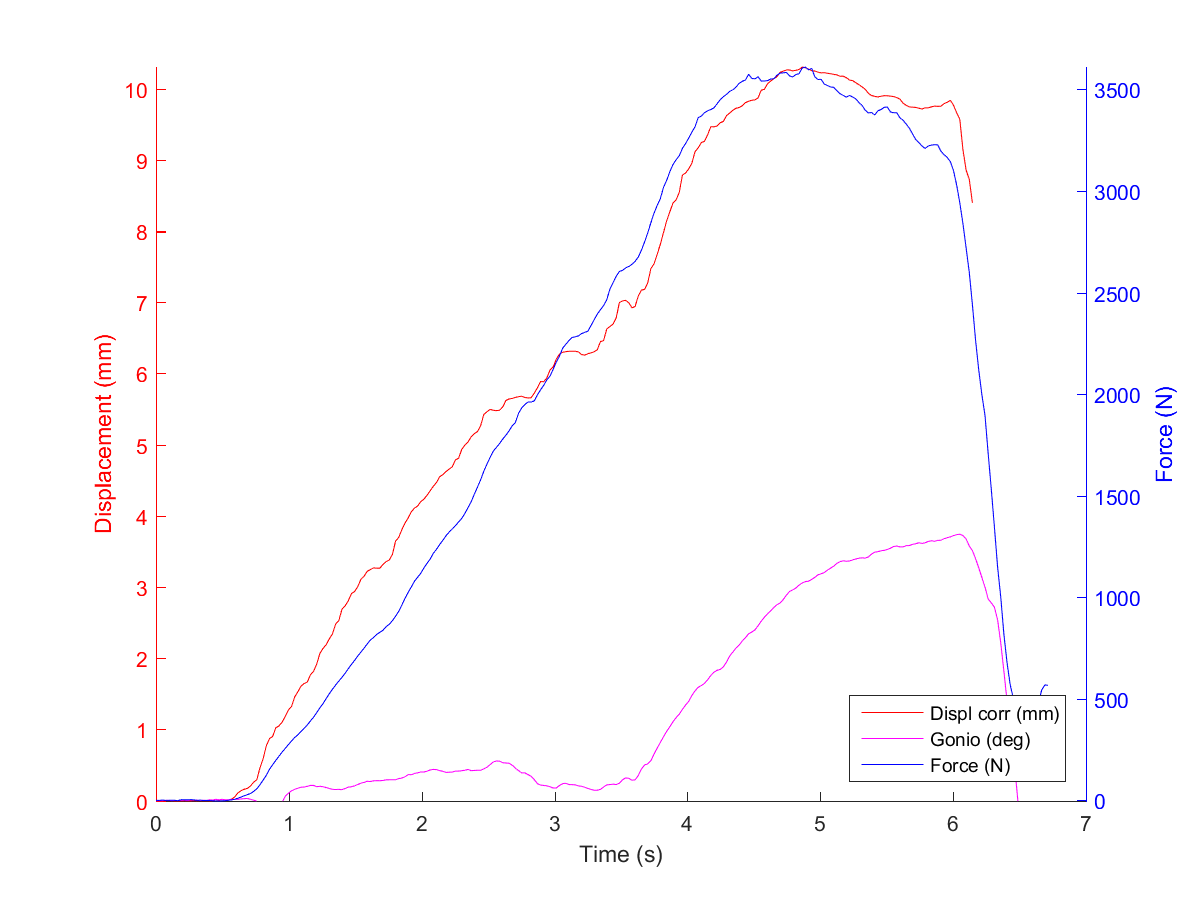 10
9
8
7
6
5
4
3
2
1
0
Displacement (mm)
3500
3000
2500
2000
1500
1000
500
0
Force (N)
Displ corr (mm)
Gonio (deg)
Force (N)
0 1 2 3 4 5 6 7
Time (s)